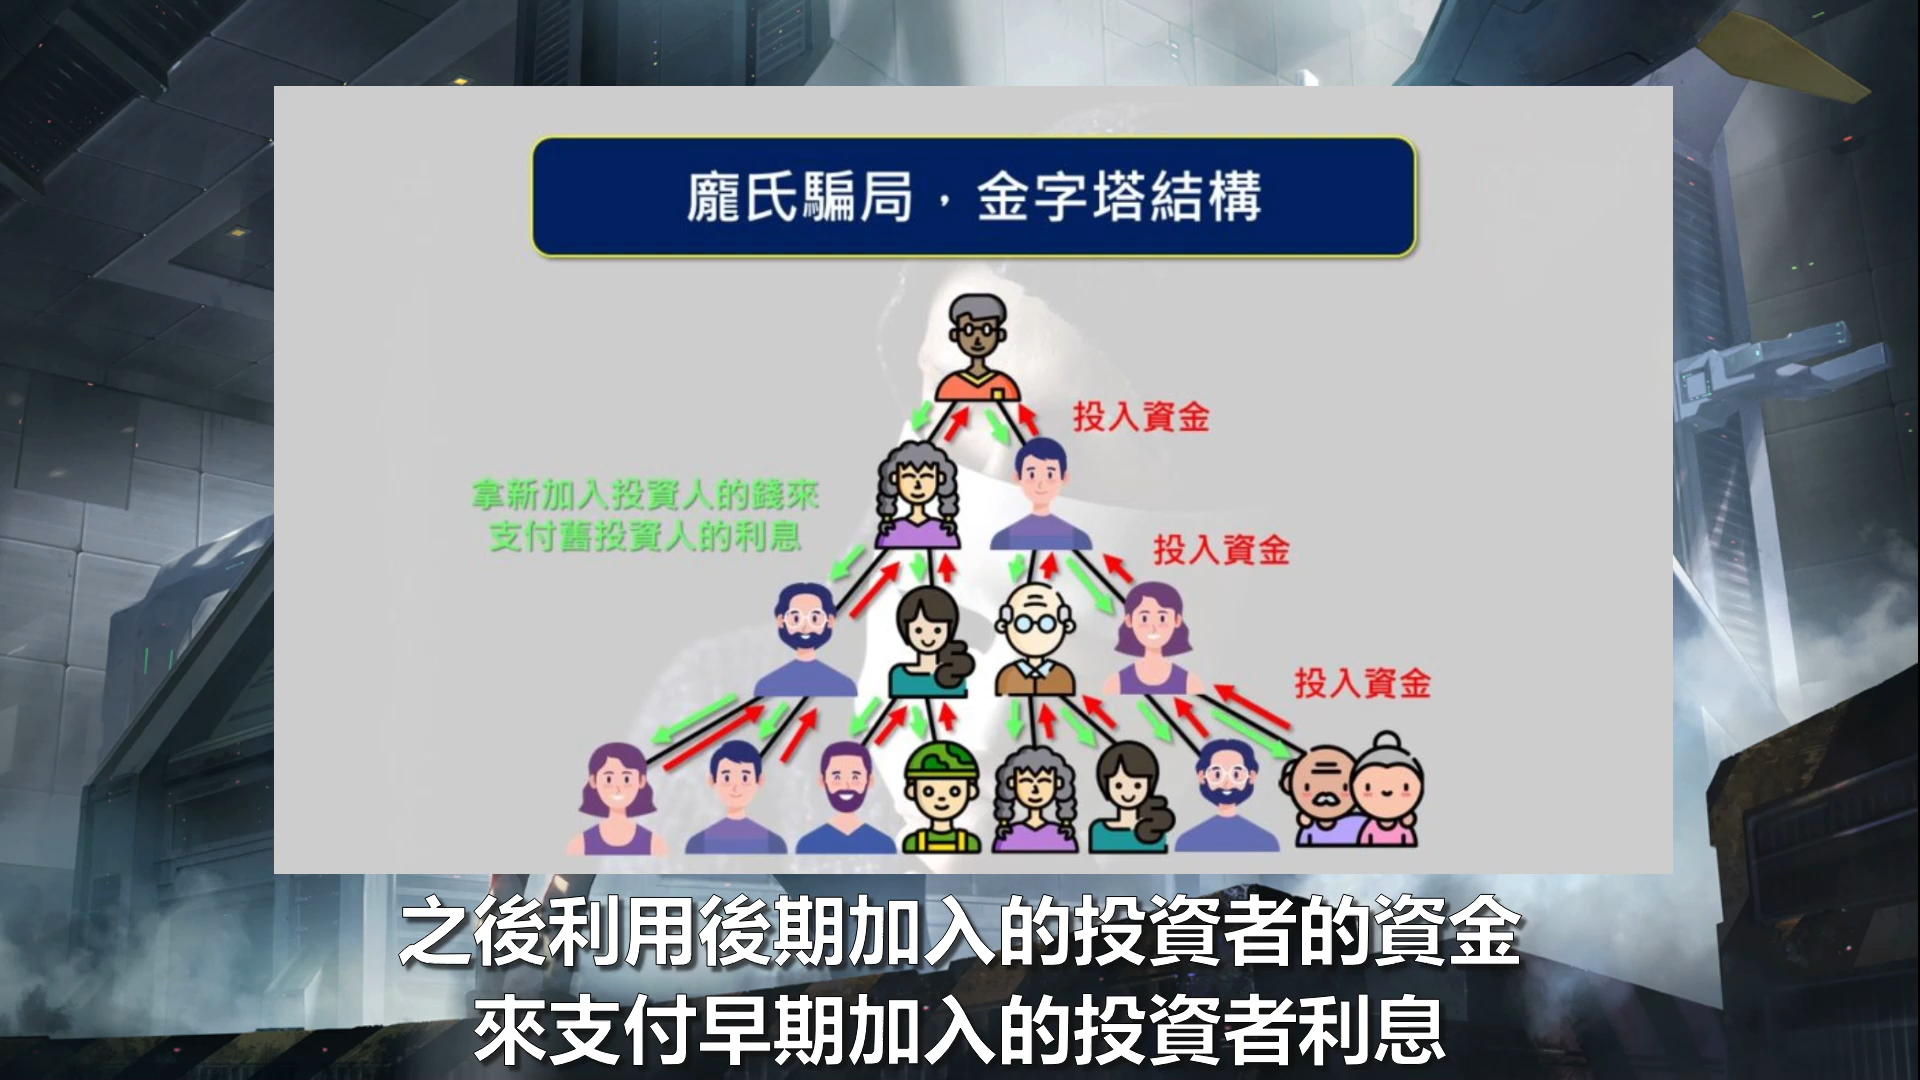 龐氏騙局，金字塔結構
投入資金
拿新加入投資人的錢來
支付舊投資人的利息
投入資金
投入資金
之後利用後期加入的投資者的資金
來支付早期加入的投資者利息